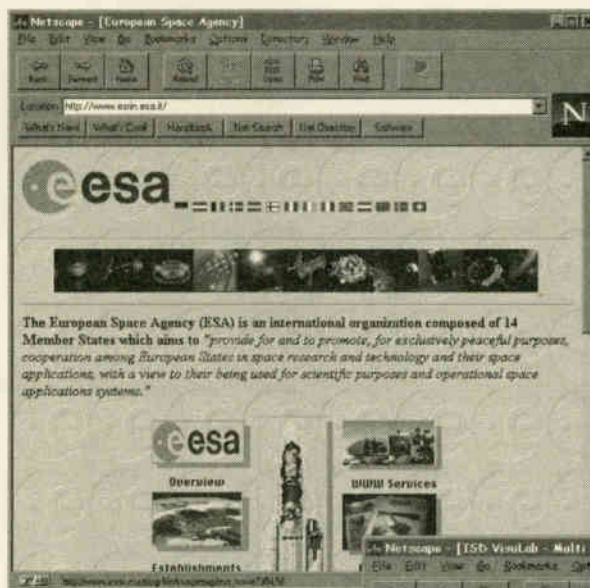 Netscape - [European Space Agency]
File Edit View Go Bookmarks Options Directory Window Help
Back Forward Home Reload Open Print Find
Location: http://www.esrin.esa.it/
What's New! What's Cool! Handbook Net Search Net Directory Software
N
esa
The European Space Agency (ESA) is an international organization composed of 14
Member States which aims to "provide for and to promote, for exclusively peaceful purposes,
cooperation among European States in space research and technology and their space
applications, with a view to their being used for scientific purposes and operational space
applications systems."
esa
Overview WWW Services
Establishments
Netscape - [ISD VisuLab - Multi
File Edit View Go Bookmarks